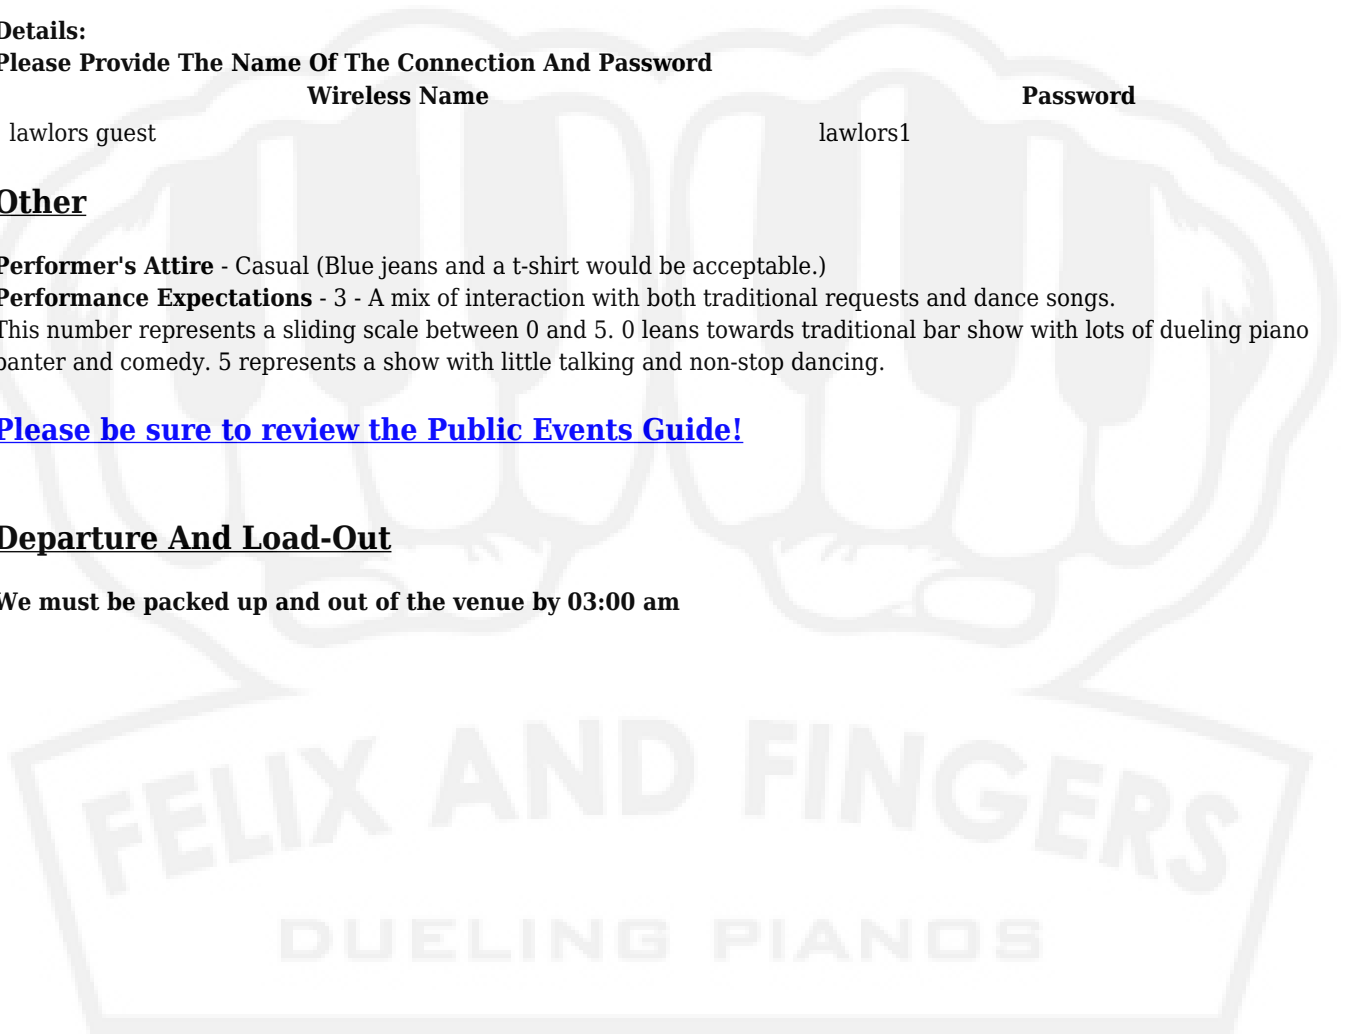 Details:
Please Provide The Name Of The Connection And Password
Wireless Name Password
lawlors guest lawlors1
Other
Performer's Attire - Casual (Blue jeans and a t-shirt would be acceptable.)
Performance Expectations - 3 - A mix of interaction with both traditional requests and dance songs.
This number represents a sliding scale between 0 and 5. 0 leans towards traditional bar show with lots of dueling piano
banter and comedy. 5 represents a show with little talking and non-stop dancing.
Please be sure to review the Public Events Guide!
Departure And Load-Out
We must be packed up and out of the venue by 03:00 am
FELIX AND FINGERS
DUELING PIANOS